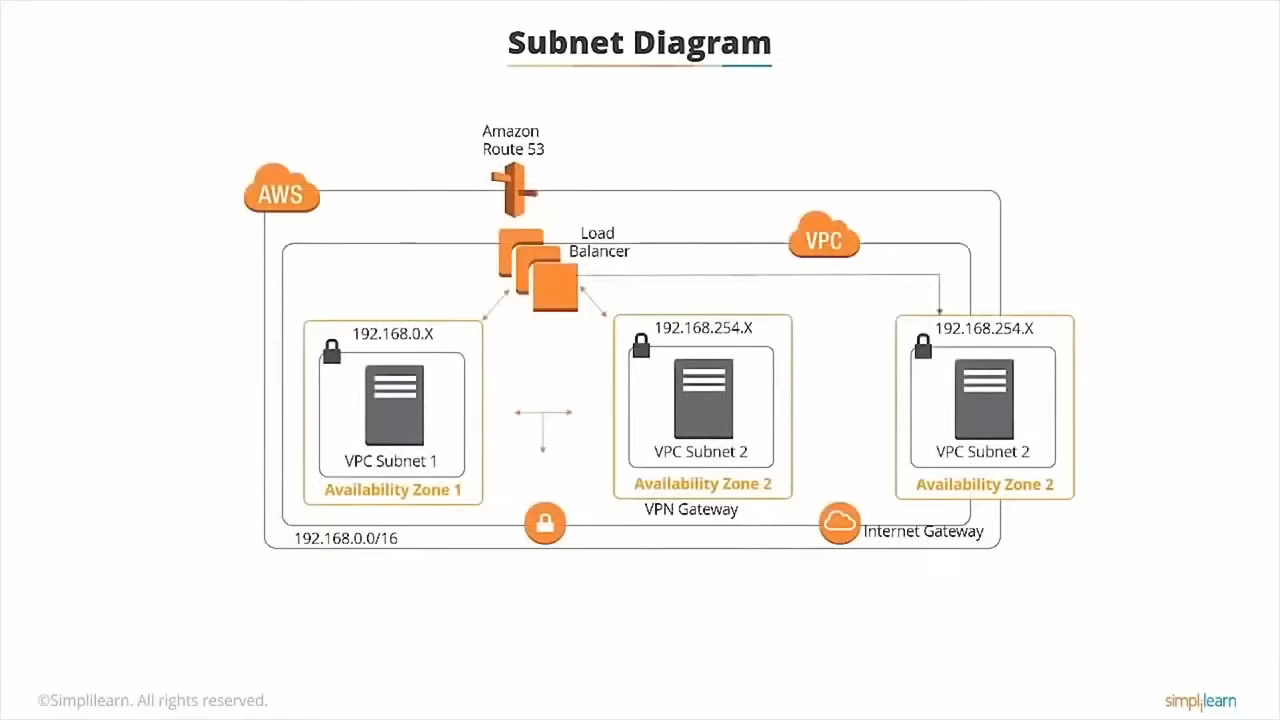 Subnet Diagram
Amazon
Route 53
AWS
Load
Balancer
VPC
192.168.0.X
VPC Subnet 1
Availability Zone 1
192.168.254.X
VPC Subnet 2
Availability Zone 2
192.168.254.X
VPC Subnet 2
Availability Zone 2
VPN Gateway
Internet Gateway
192.168.0.0/16
©Simplilearn. All rights reserved.
simplilearn